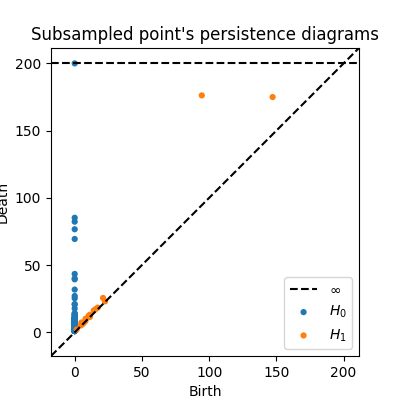 Subsampled point's persistence diagrams
200
150
100
50
0
Death
0 50 100 150 200
Birth
∞
H₀
H₁